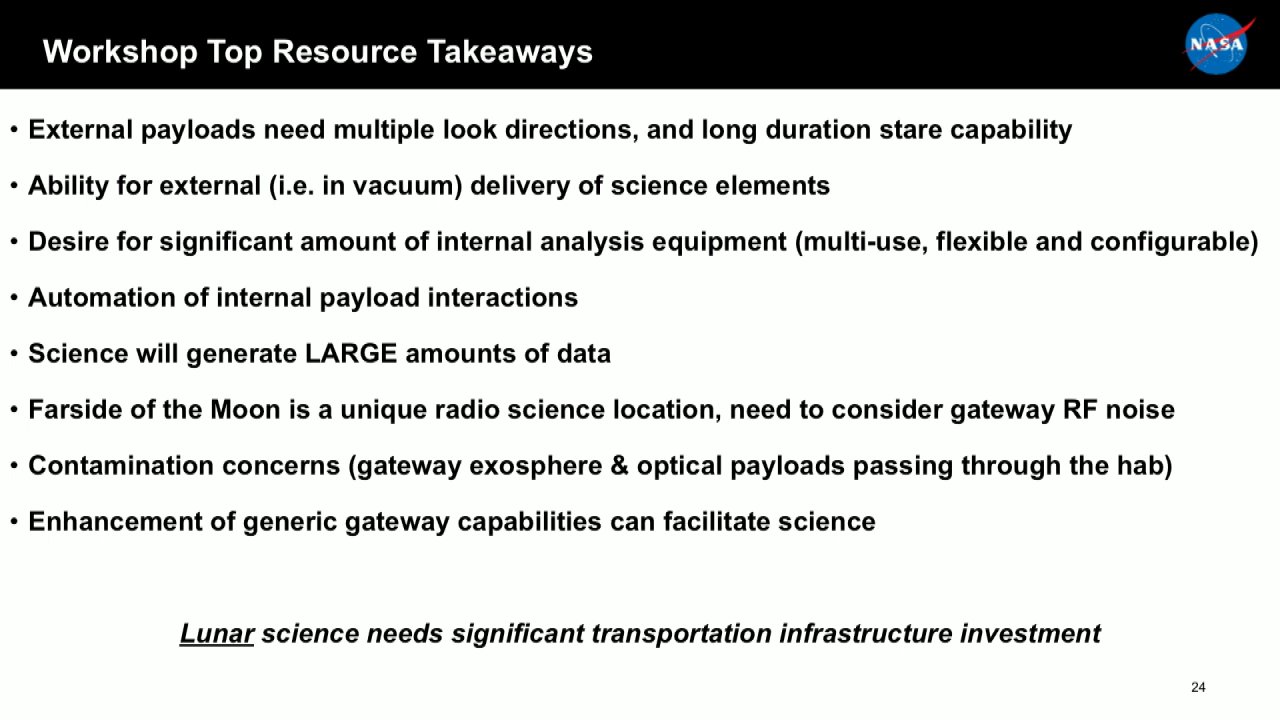 Workshop Top Resource Takeaways
NASA
• External payloads need multiple look directions, and long duration stare capability
• Ability for external (i.e. in vacuum) delivery of science elements
• Desire for significant amount of internal analysis equipment (multi-use, flexible and configurable)
• Automation of internal payload interactions
• Science will generate LARGE amounts of data
• Farside of the Moon is a unique radio science location, need to consider gateway RF noise
• Contamination concerns (gateway exosphere & optical payloads passing through the hab)
• Enhancement of generic gateway capabilities can facilitate science
Lunar science needs significant transportation infrastructure investment
24